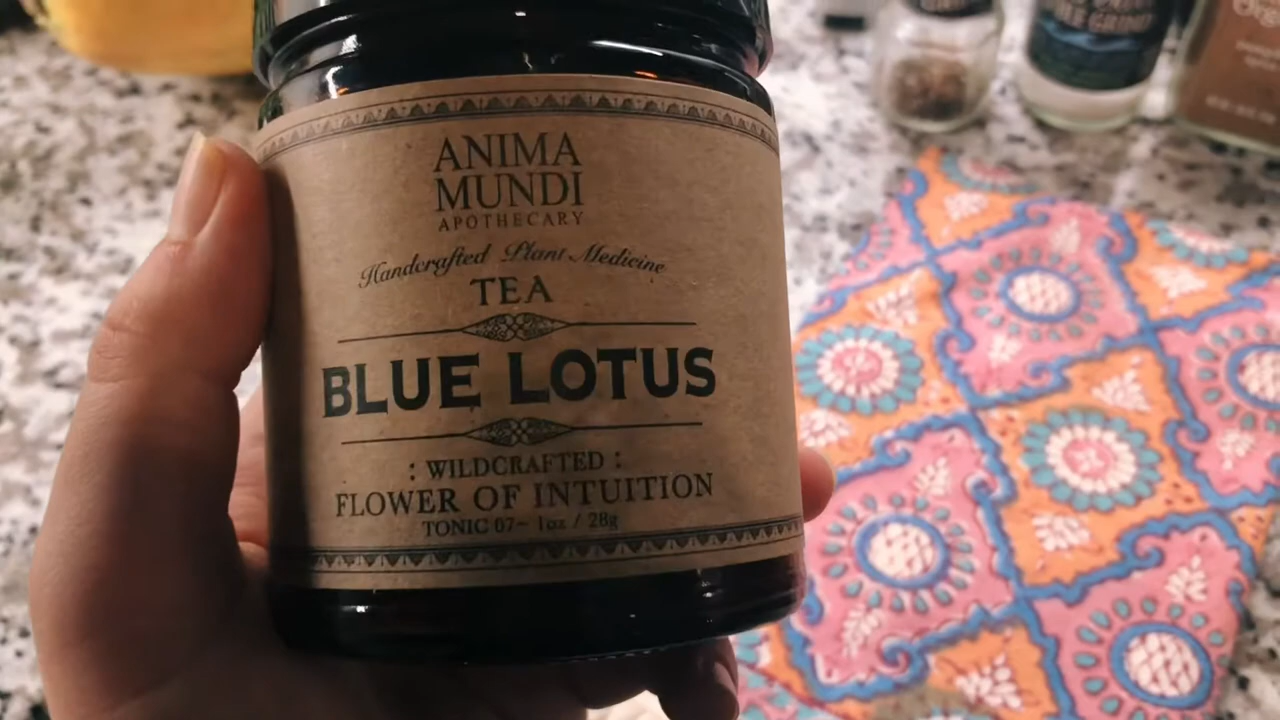 ANIMA
MUNDI
APOTHECARY
Handcrafted Plant Medicine
TEA
BLUE LOTUS
: WILDCRAFTED :
FLOWER OF INTUITION
TONIC 07~ 1oz / 28g